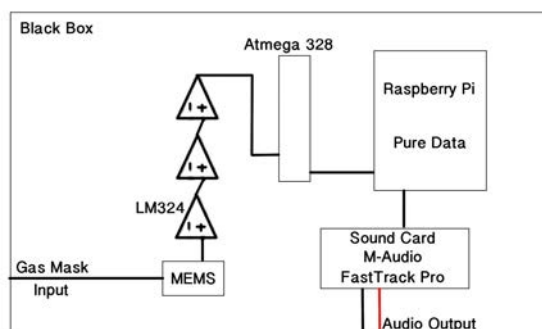 Black Box
Atmega 328
Raspberry Pi
Pure Data
LM324
Sound Card
M-Audio
FastTrack Pro
Gas Mask
Input
MEMS
Audio Output